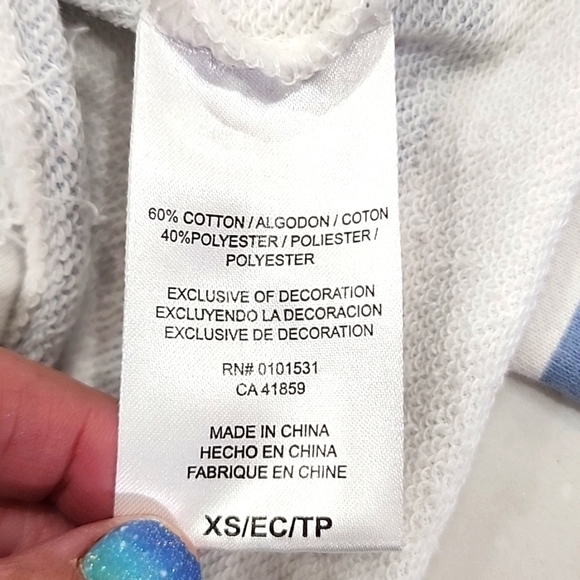 60% COTTON / ALGODON / COTON
40%POLYESTER / POLIESTER /
POLYESTER
EXCLUSIVE OF DECORATION
EXCLUYENDO LA DECORACION
EXCLUSIVE DE DECORATION
RN# 0101531
CA 41859
MADE IN CHINA
HECHO EN CHINA
FABRIQUE EN CHINE
XS/EC/TP